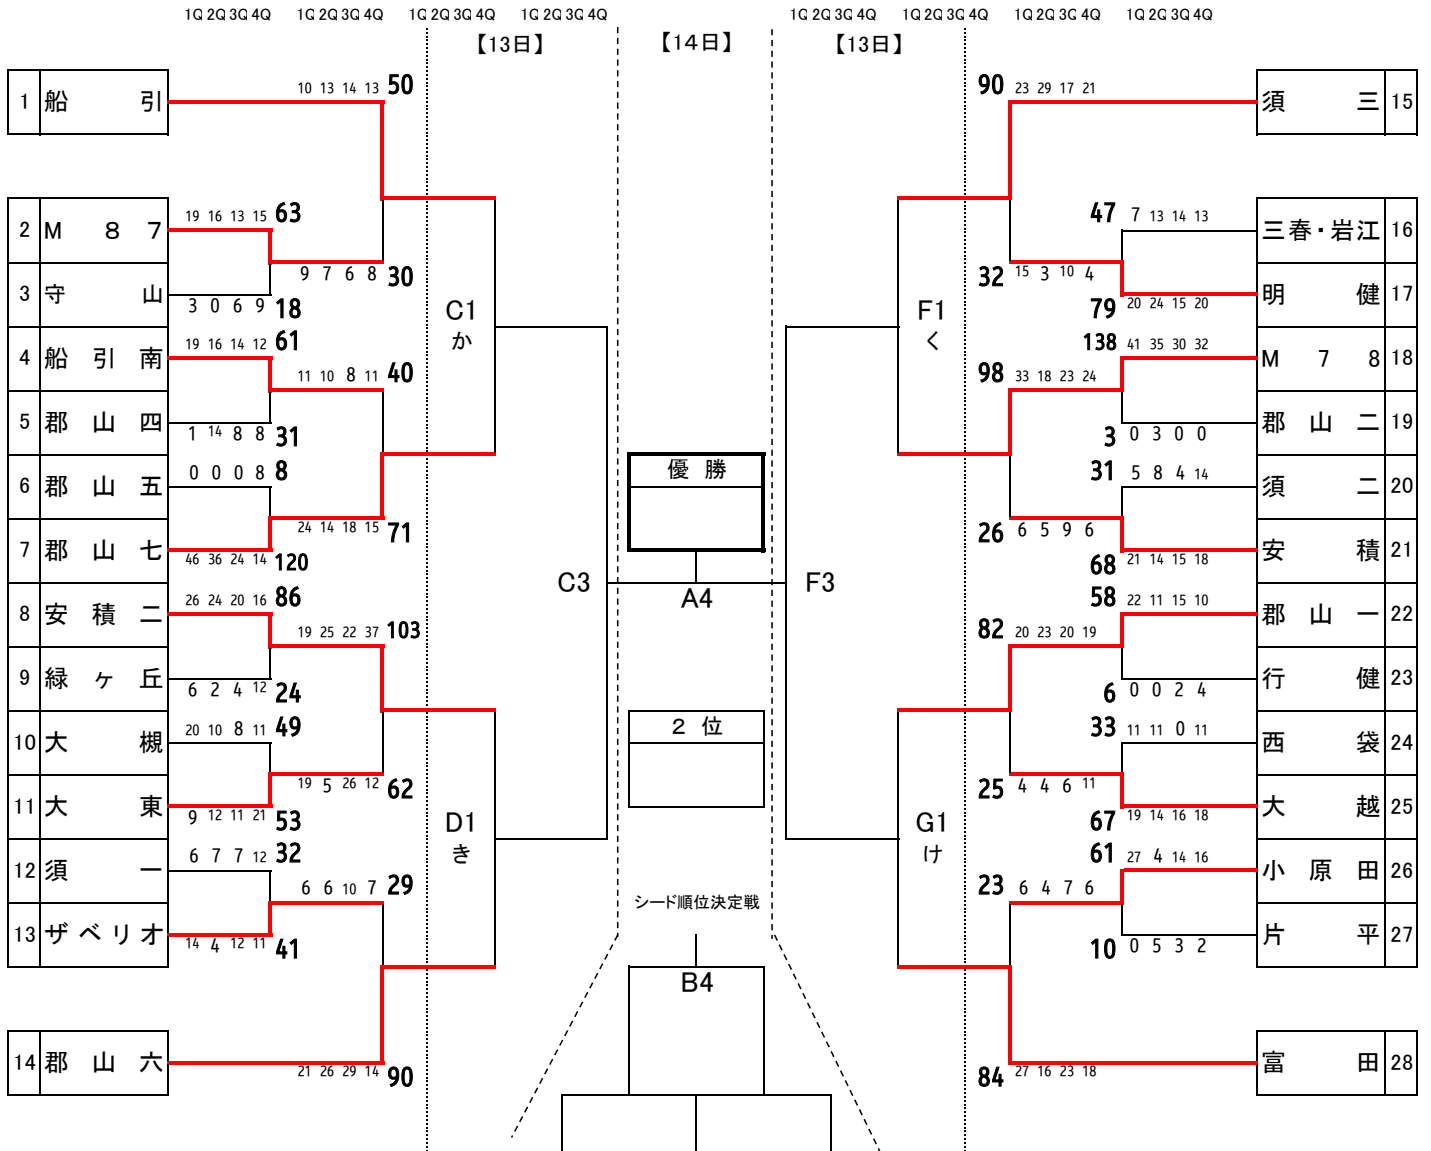 1Q 2Q 3Q 4Q 1Q 2Q 3Q 4Q 1Q 2Q 3Q 4Q 1Q 2Q 3Q 4Q 1Q 2Q 3Q 4Q 1Q 2Q 3Q 4Q 1Q 2Q 3Q 4Q 1Q 2Q 3Q 4Q
【13日】 【14日】 【13日】
10 13 14 13 50 90 23 29 17 21
1 船引 須三 15
19 16 13 15 63 47 7 13 14 13
2 M87 三春・岩江 16
9 7 6 8 30 32 15 3 10 4
3 守山 明健 17
3 0 6 9 18 79 20 24 15 20
C1 F1
か く
19 16 14 12 61 138 41 35 30 32
4 船引南 M78 18
11 10 8 11 40 98 33 18 23 24
5 郡山四 郡山二 19
1 14 8 8 31 3 0 3 0 0
0 0 0 8 8 31 5 8 4 14
優勝
6 郡山五 須二 20
24 14 18 15 71 26 6 5 9 6
7 郡山七 安積 21
46 36 24 14 120 68 21 14 15 18
C3 F3
A4
26 24 20 16 86 58 22 11 15 10
8 安積二 郡山一 22
19 25 22 37 103 82 20 23 20 19
9 緑ヶ丘 行健 23
6 2 4 12 24 6 0 0 2 4
20 10 8 11 49 33 11 11 0 11
2位
10 大槻 西袋 24
19 5 26 12 62 25 4 4 6 11
11 大東 大越 25
9 12 11 21 53 67 19 14 16 18
D1 G1
き け
6 7 7 12 32 61 27 4 14 16
12 須一 小原田 26
6 6 10 7 29 23 6 4 7 6
シード順位決定戦
13 ザベリオ 片平 27
14 4 12 11 41 10 0 5 3 2
B4
14 郡山六 富田 28
21 26 29 14 90 84 27 16 23 18